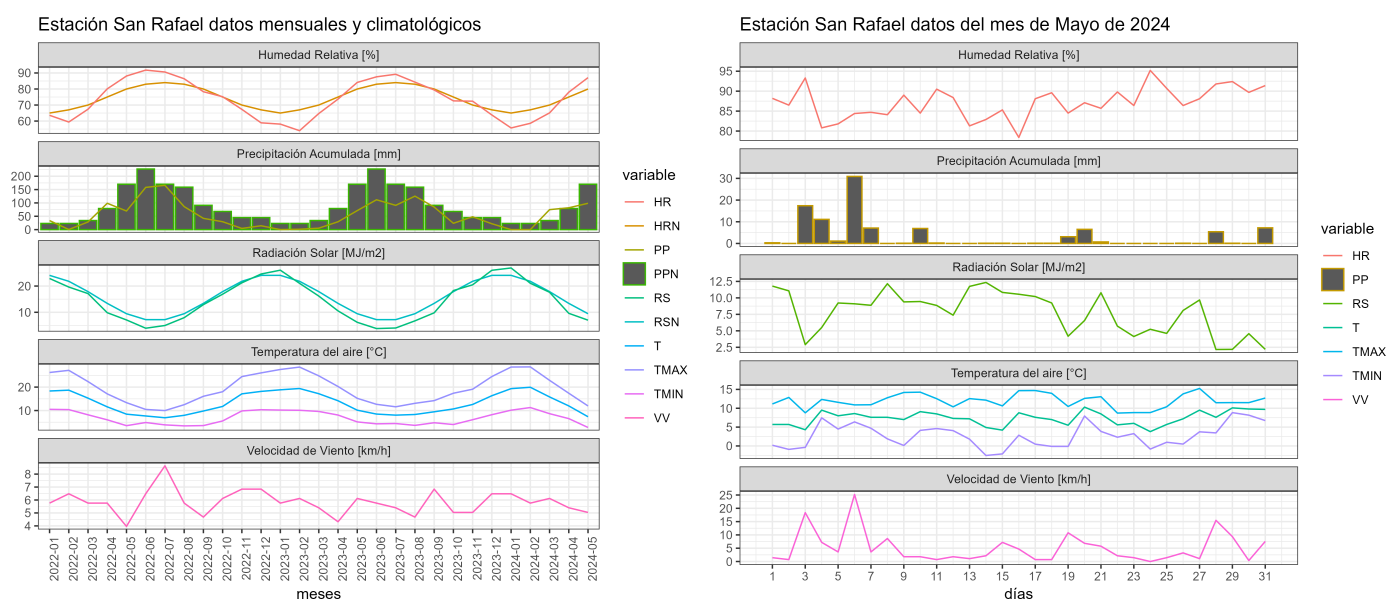 Estación San Rafael datos mensuales y climatológicos
Humedad Relativa [%]
90
80
70
60
Precipitación Acumulada [mm]
200
150
100
50
0
Radiación Solar [MJ/m2]
20
10
Temperatura del aire [°C]
20
10
Velocidad de Viento [km/h]
8
7
6
5
4
2022-01
2022-02
2022-03
2022-04
2022-05
2022-06
2022-07
2022-08
2022-09
2022-10
2022-11
2022-12
2023-01
2023-02
2023-03
2023-04
2023-05
2023-06
2023-07
2023-08
2023-09
2023-10
2023-11
2023-12
2024-01
2024-02
2024-03
2024-04
2024-05
meses
variable
HR
HRN
PP
PPN
RS
RSN
T
TMAX
TMIN
VV
Estación San Rafael datos del mes de Mayo de 2024
Humedad Relativa [%]
95
90
85
80
Precipitación Acumulada [mm]
30
20
10
0
Radiación Solar [MJ/m2]
12.5
10.0
7.5
5.0
2.5
Temperatura del aire [°C]
15
10
5
0
Velocidad de Viento [km/h]
25
20
15
10
5
0
1 3 5 7 9 11 13 15 17 19 21 23 25 27 29 31
días
variable
HR
PP
RS
T
TMAX
TMIN
VV